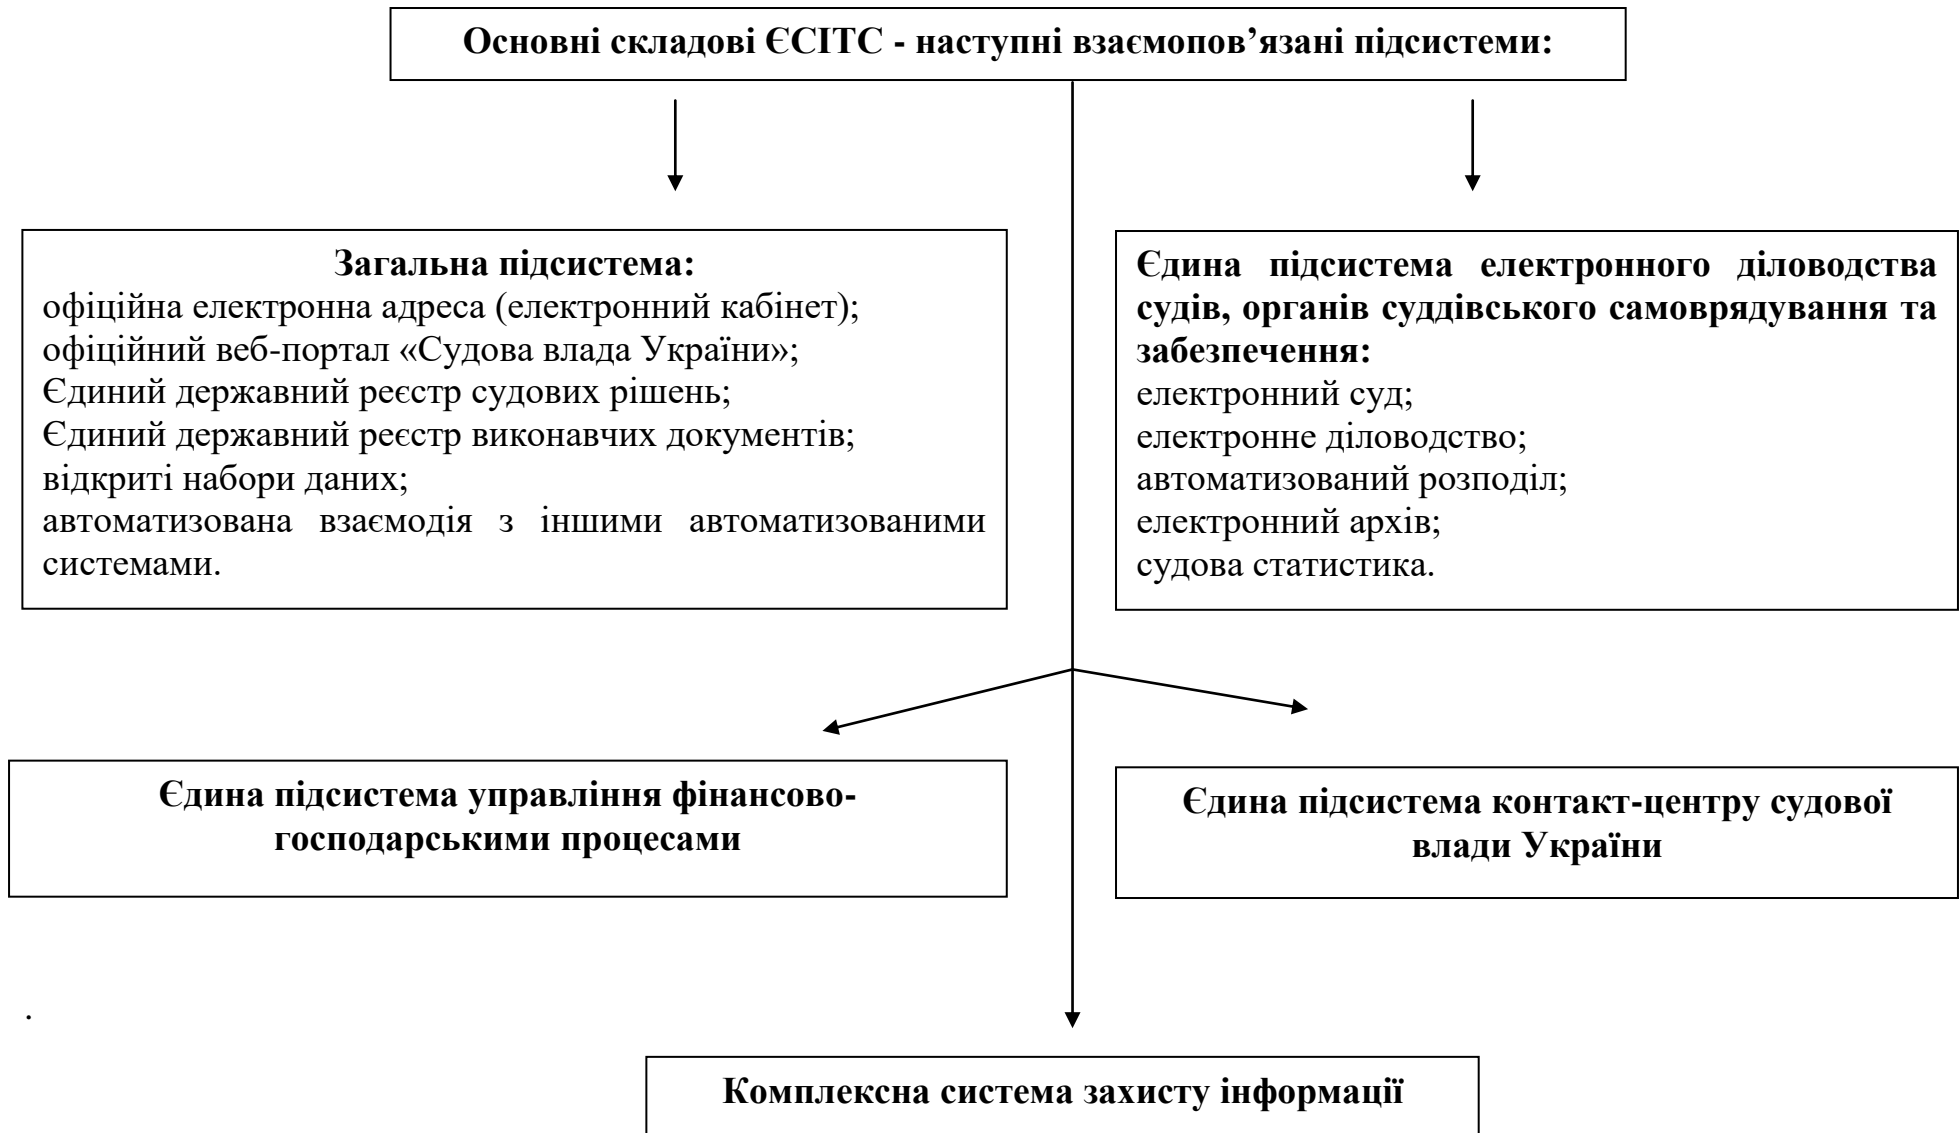 Основні складові ЄСІТС - наступні взаємопов’язані підсистеми:
Загальна підсистема:
офіційна електронна адреса (електронний кабінет);
офіційний веб-портал «Судова влада України»;
Єдиний державний реєстр судових рішень;
Єдиний державний реєстр виконавчих документів;
відкриті набори даних;
автоматизована взаємодія з іншими автоматизованими
системами.
Єдина підсистема електронного діловодства
судів, органів суддівського самоврядування та
забезпечення:
електронний суд;
електронне діловодство;
автоматизований розподіл;
електронний архів;
судова статистика.
Єдина підсистема управління фінансово-
господарськими процесами
Єдина підсистема контакт-центру судової
влади України
.
Комплексна система захисту інформації